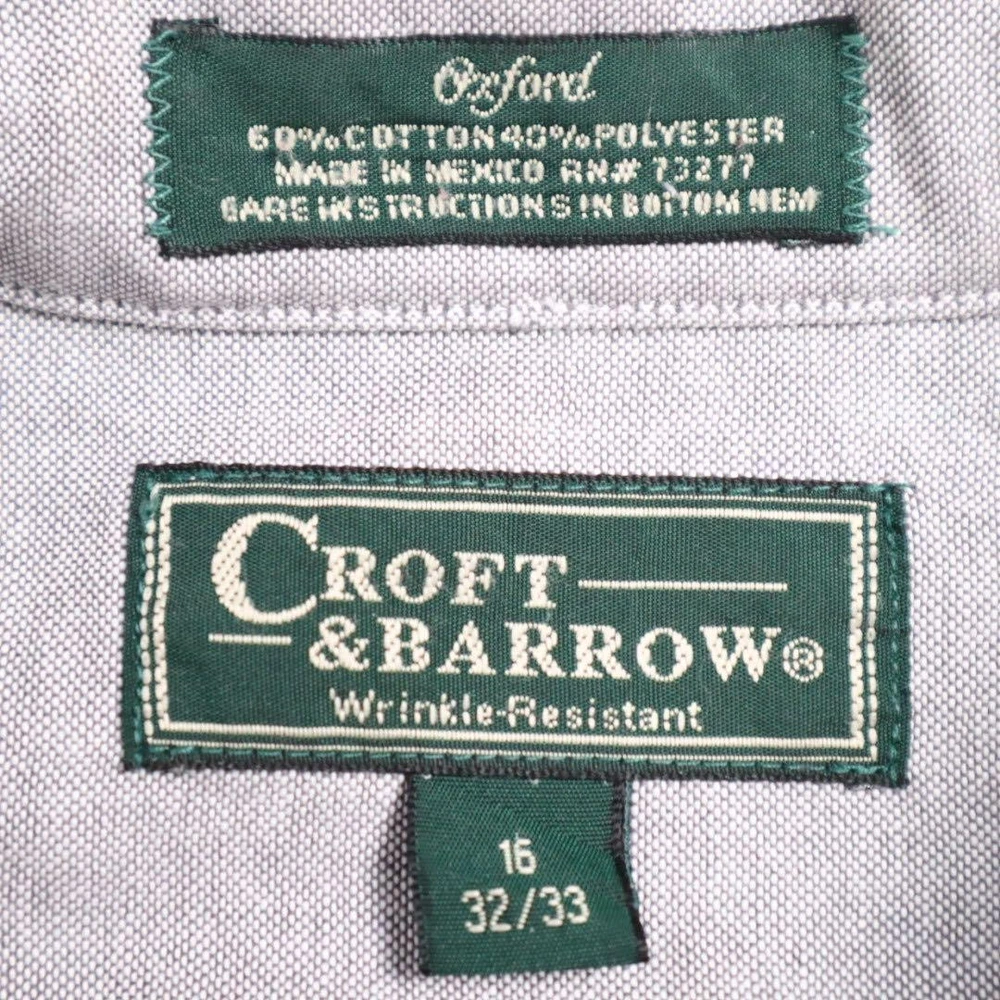 Oxford
60% COTTON 40% POLYESTER
MADE IN MEXICO RN# 73277
CARE INSTRUCTIONS IN BOTTOM HEM
CROFT
& BARROW®
Wrinkle-Resistant
16
32/33